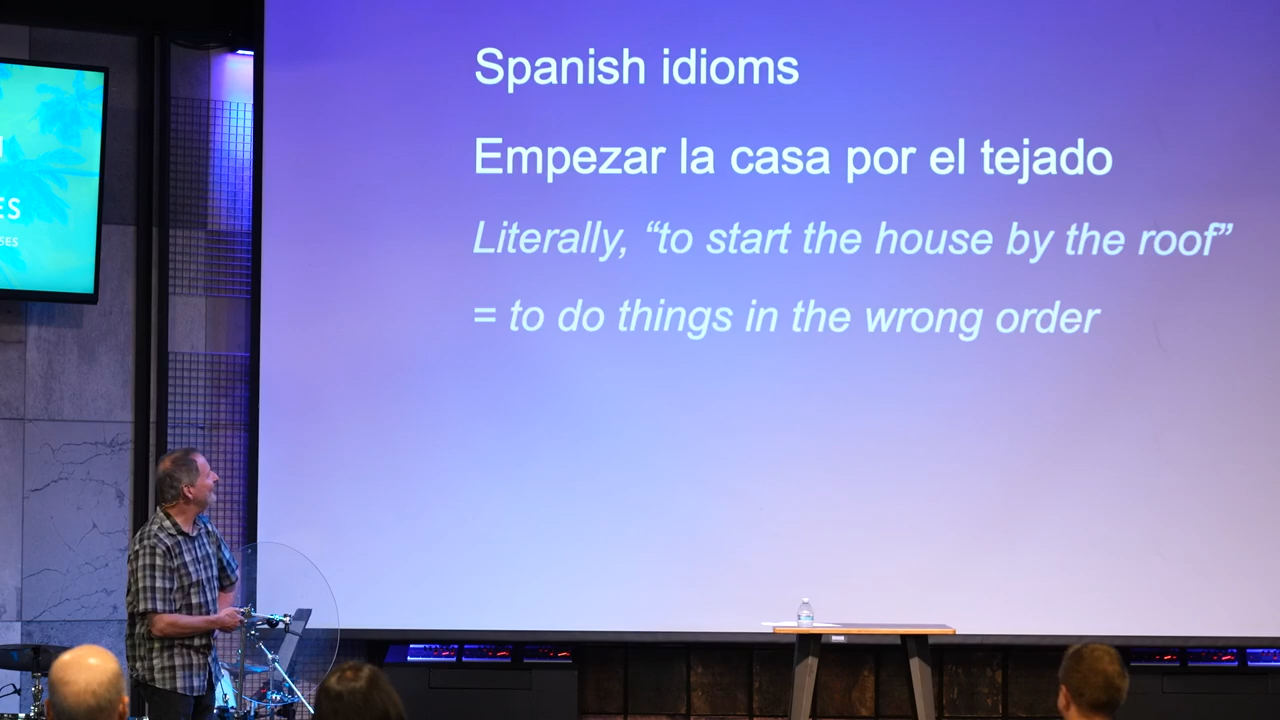 Spanish idioms
Empezar la casa por el tejado
Literally, “to start the house by the roof”
= to do things in the wrong order